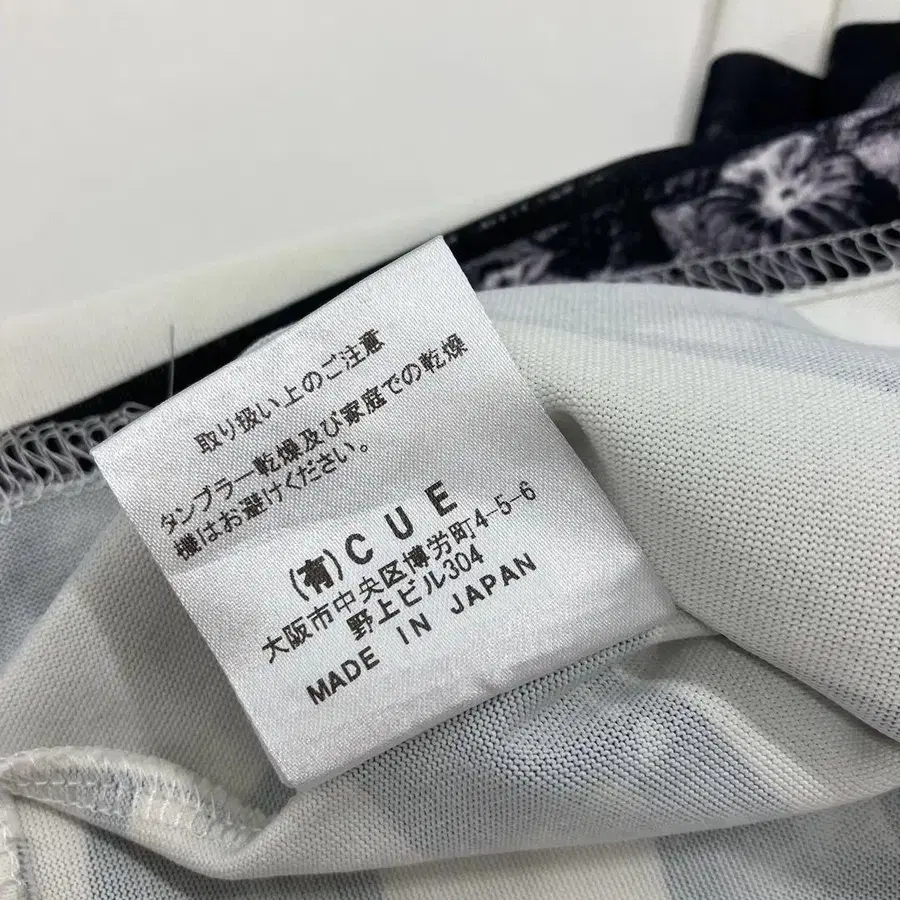 取り扱い上のご注意
タンブラー乾燥及び家庭での乾燥
機はお避けください。
(有)CUE
大阪市中央区博労町4-5-6
野上ビル304
MADE IN JAPAN